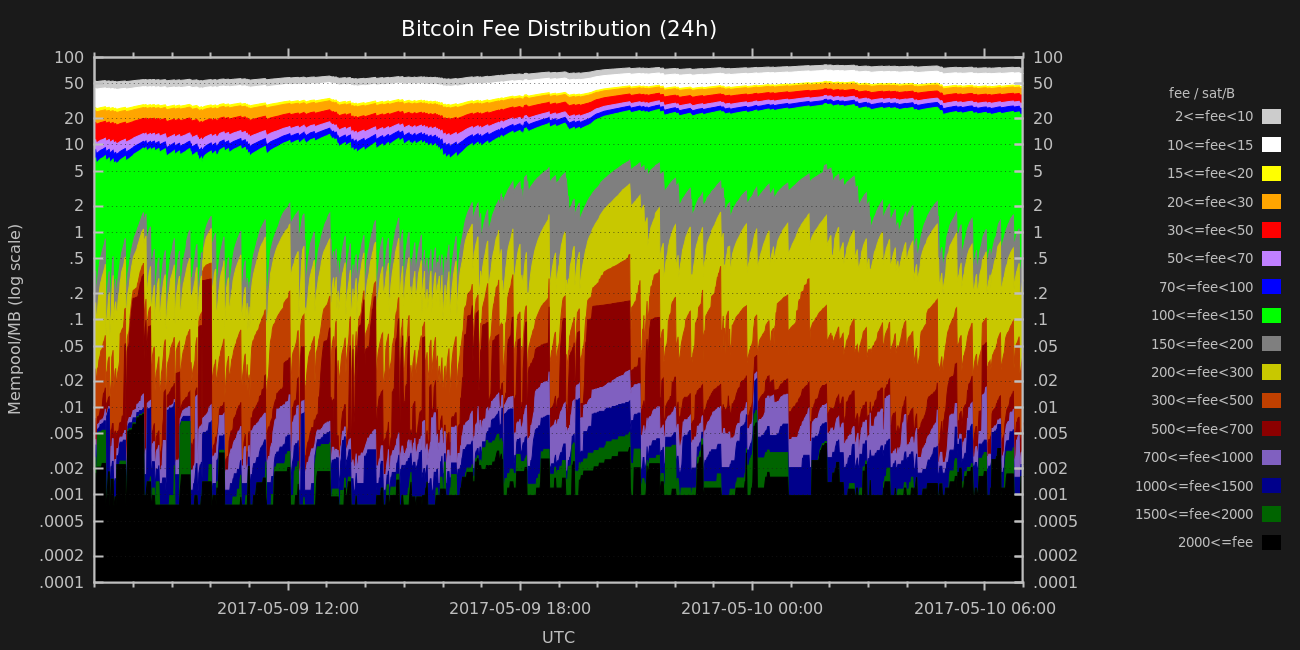 Bitcoin Fee Distribution (24h)
100
50
20
10
5
2
1
.5
.2
.1
.05
.02
.01
.005
.002
.001
.0005
.0002
.0001
Mempool/MB (log scale)
100
50
20
10
5
2
1
.5
.2
.1
.05
.02
.01
.005
.002
.001
.0005
.0002
.0001
fee / sat/B
2<=fee<10
10<=fee<15
15<=fee<20
20<=fee<30
30<=fee<50
50<=fee<70
70<=fee<100
100<=fee<150
150<=fee<200
200<=fee<300
300<=fee<500
500<=fee<700
700<=fee<1000
1000<=fee<1500
1500<=fee<2000
2000<=fee
2017-05-09 12:00
2017-05-09 18:00
2017-05-10 00:00
2017-05-10 06:00
UTC